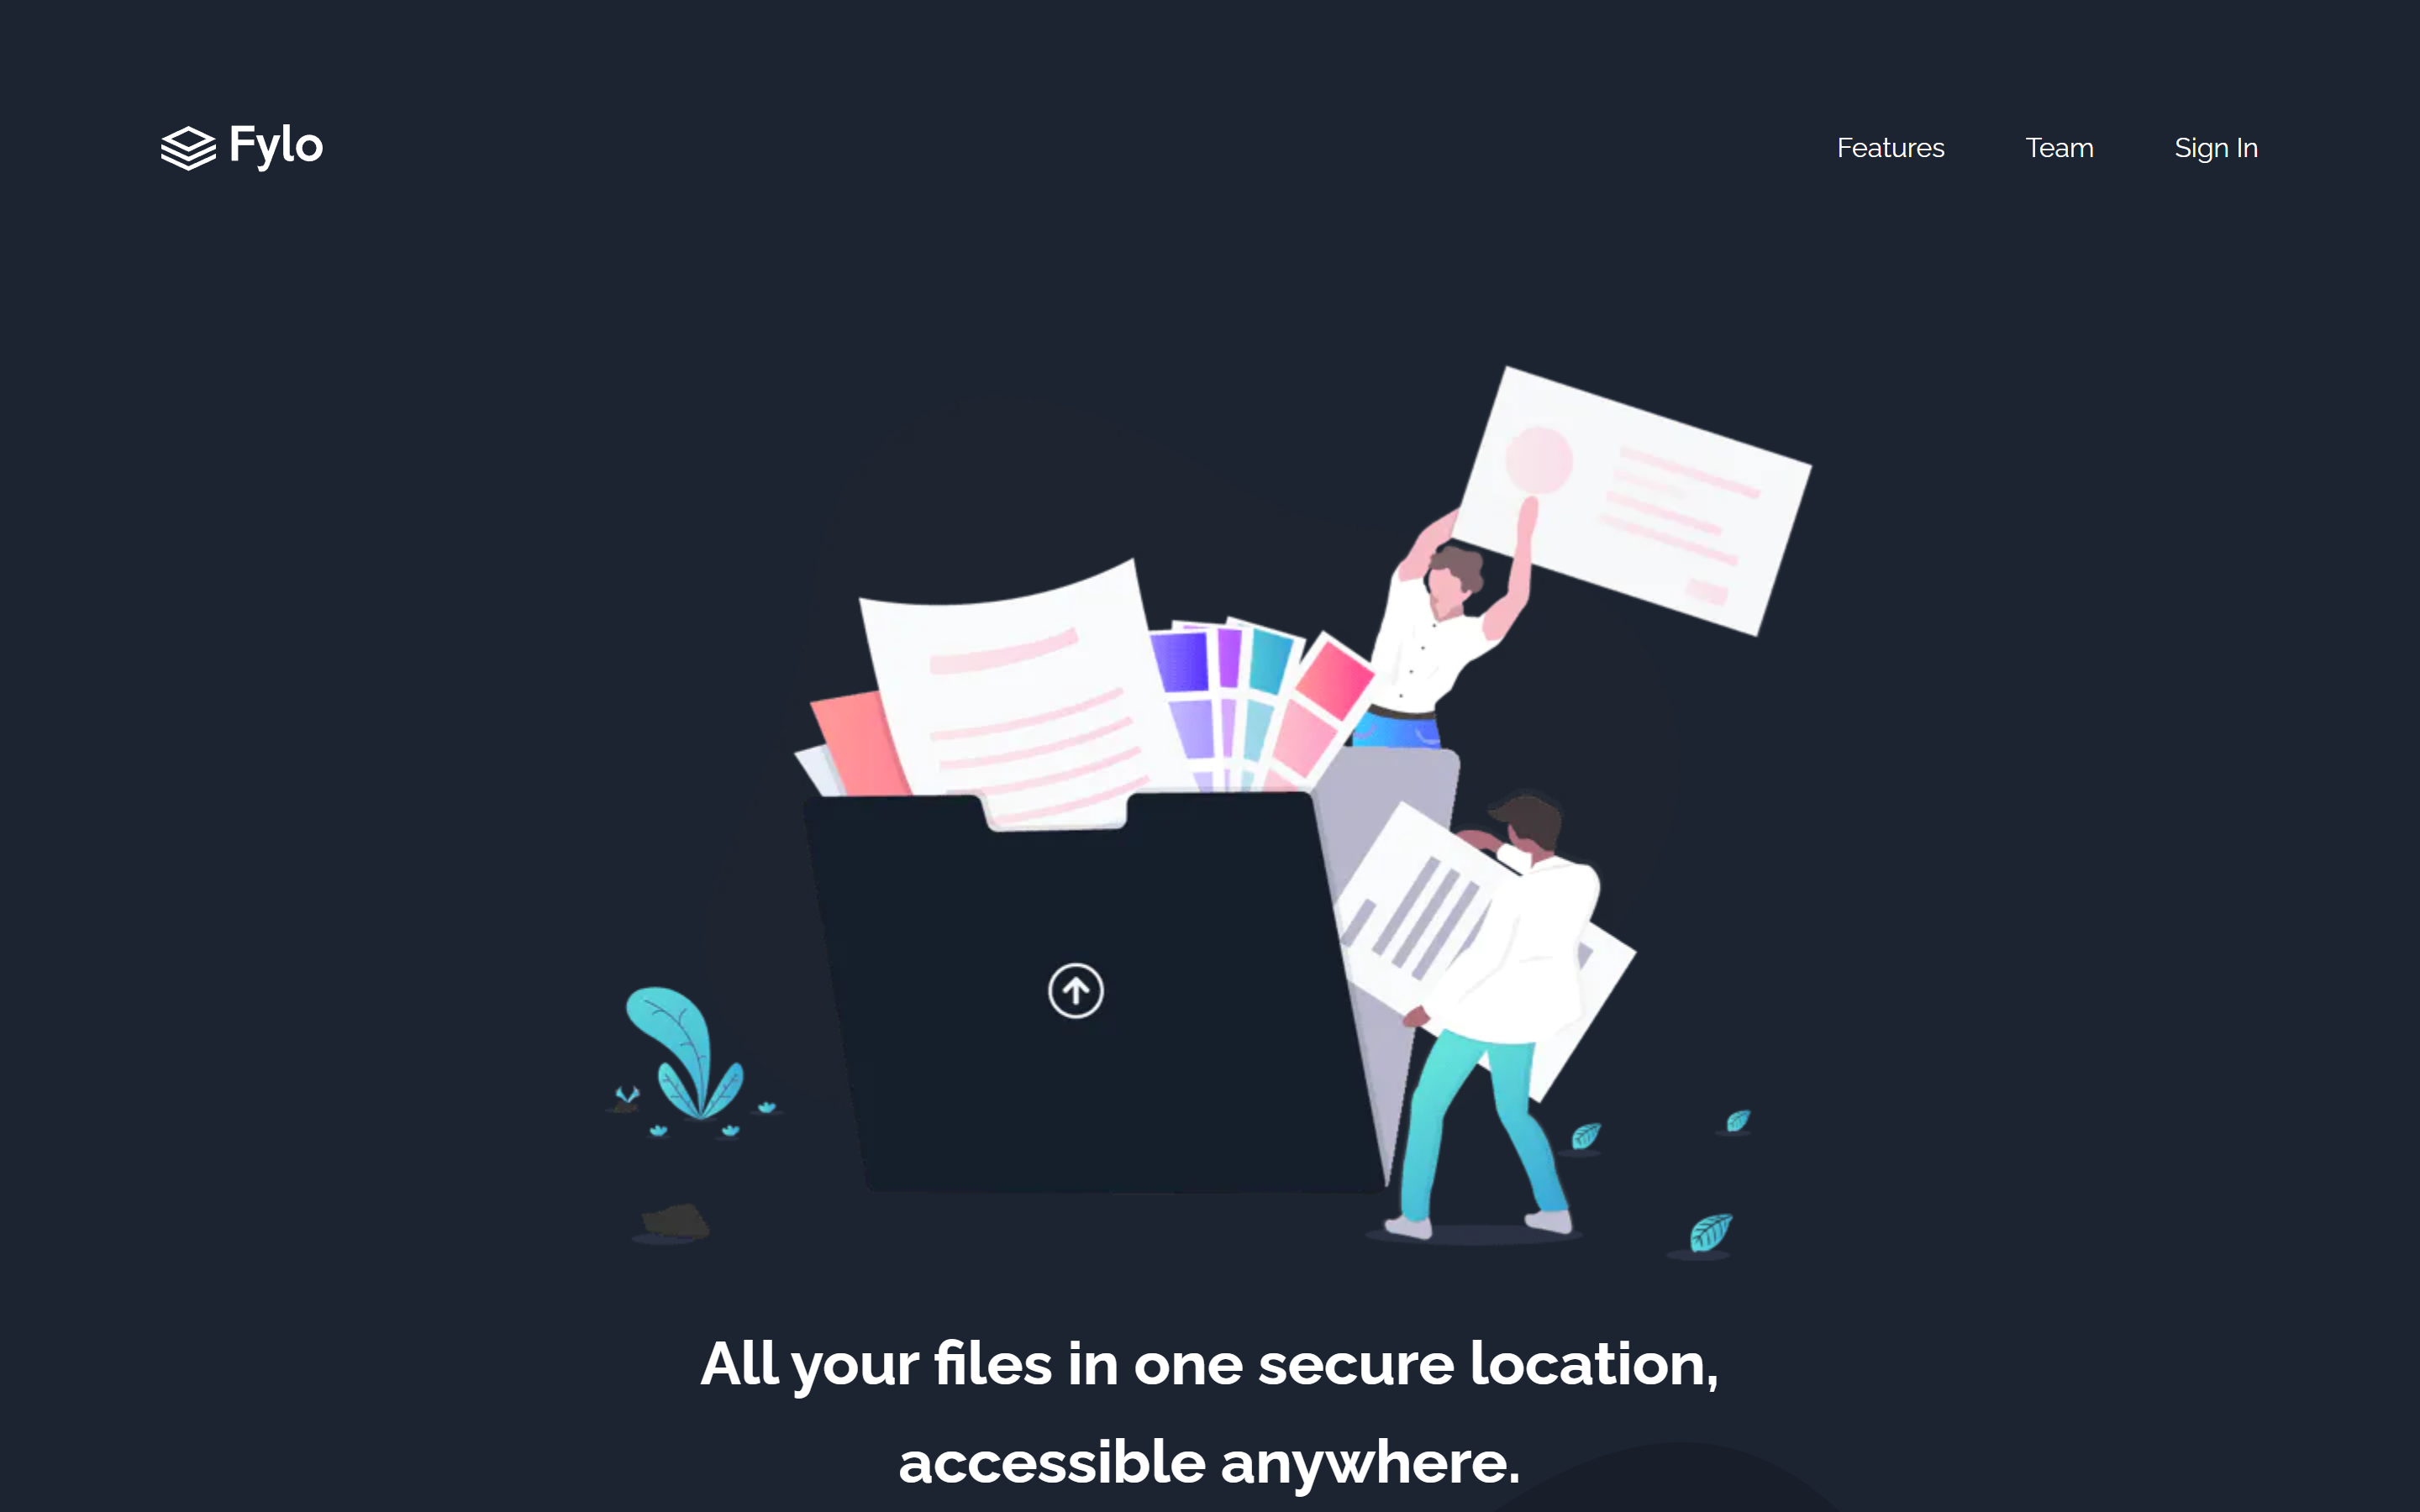 Fylo
Features
Team
Sign In
All your files in one secure location,
accessible anywhere.